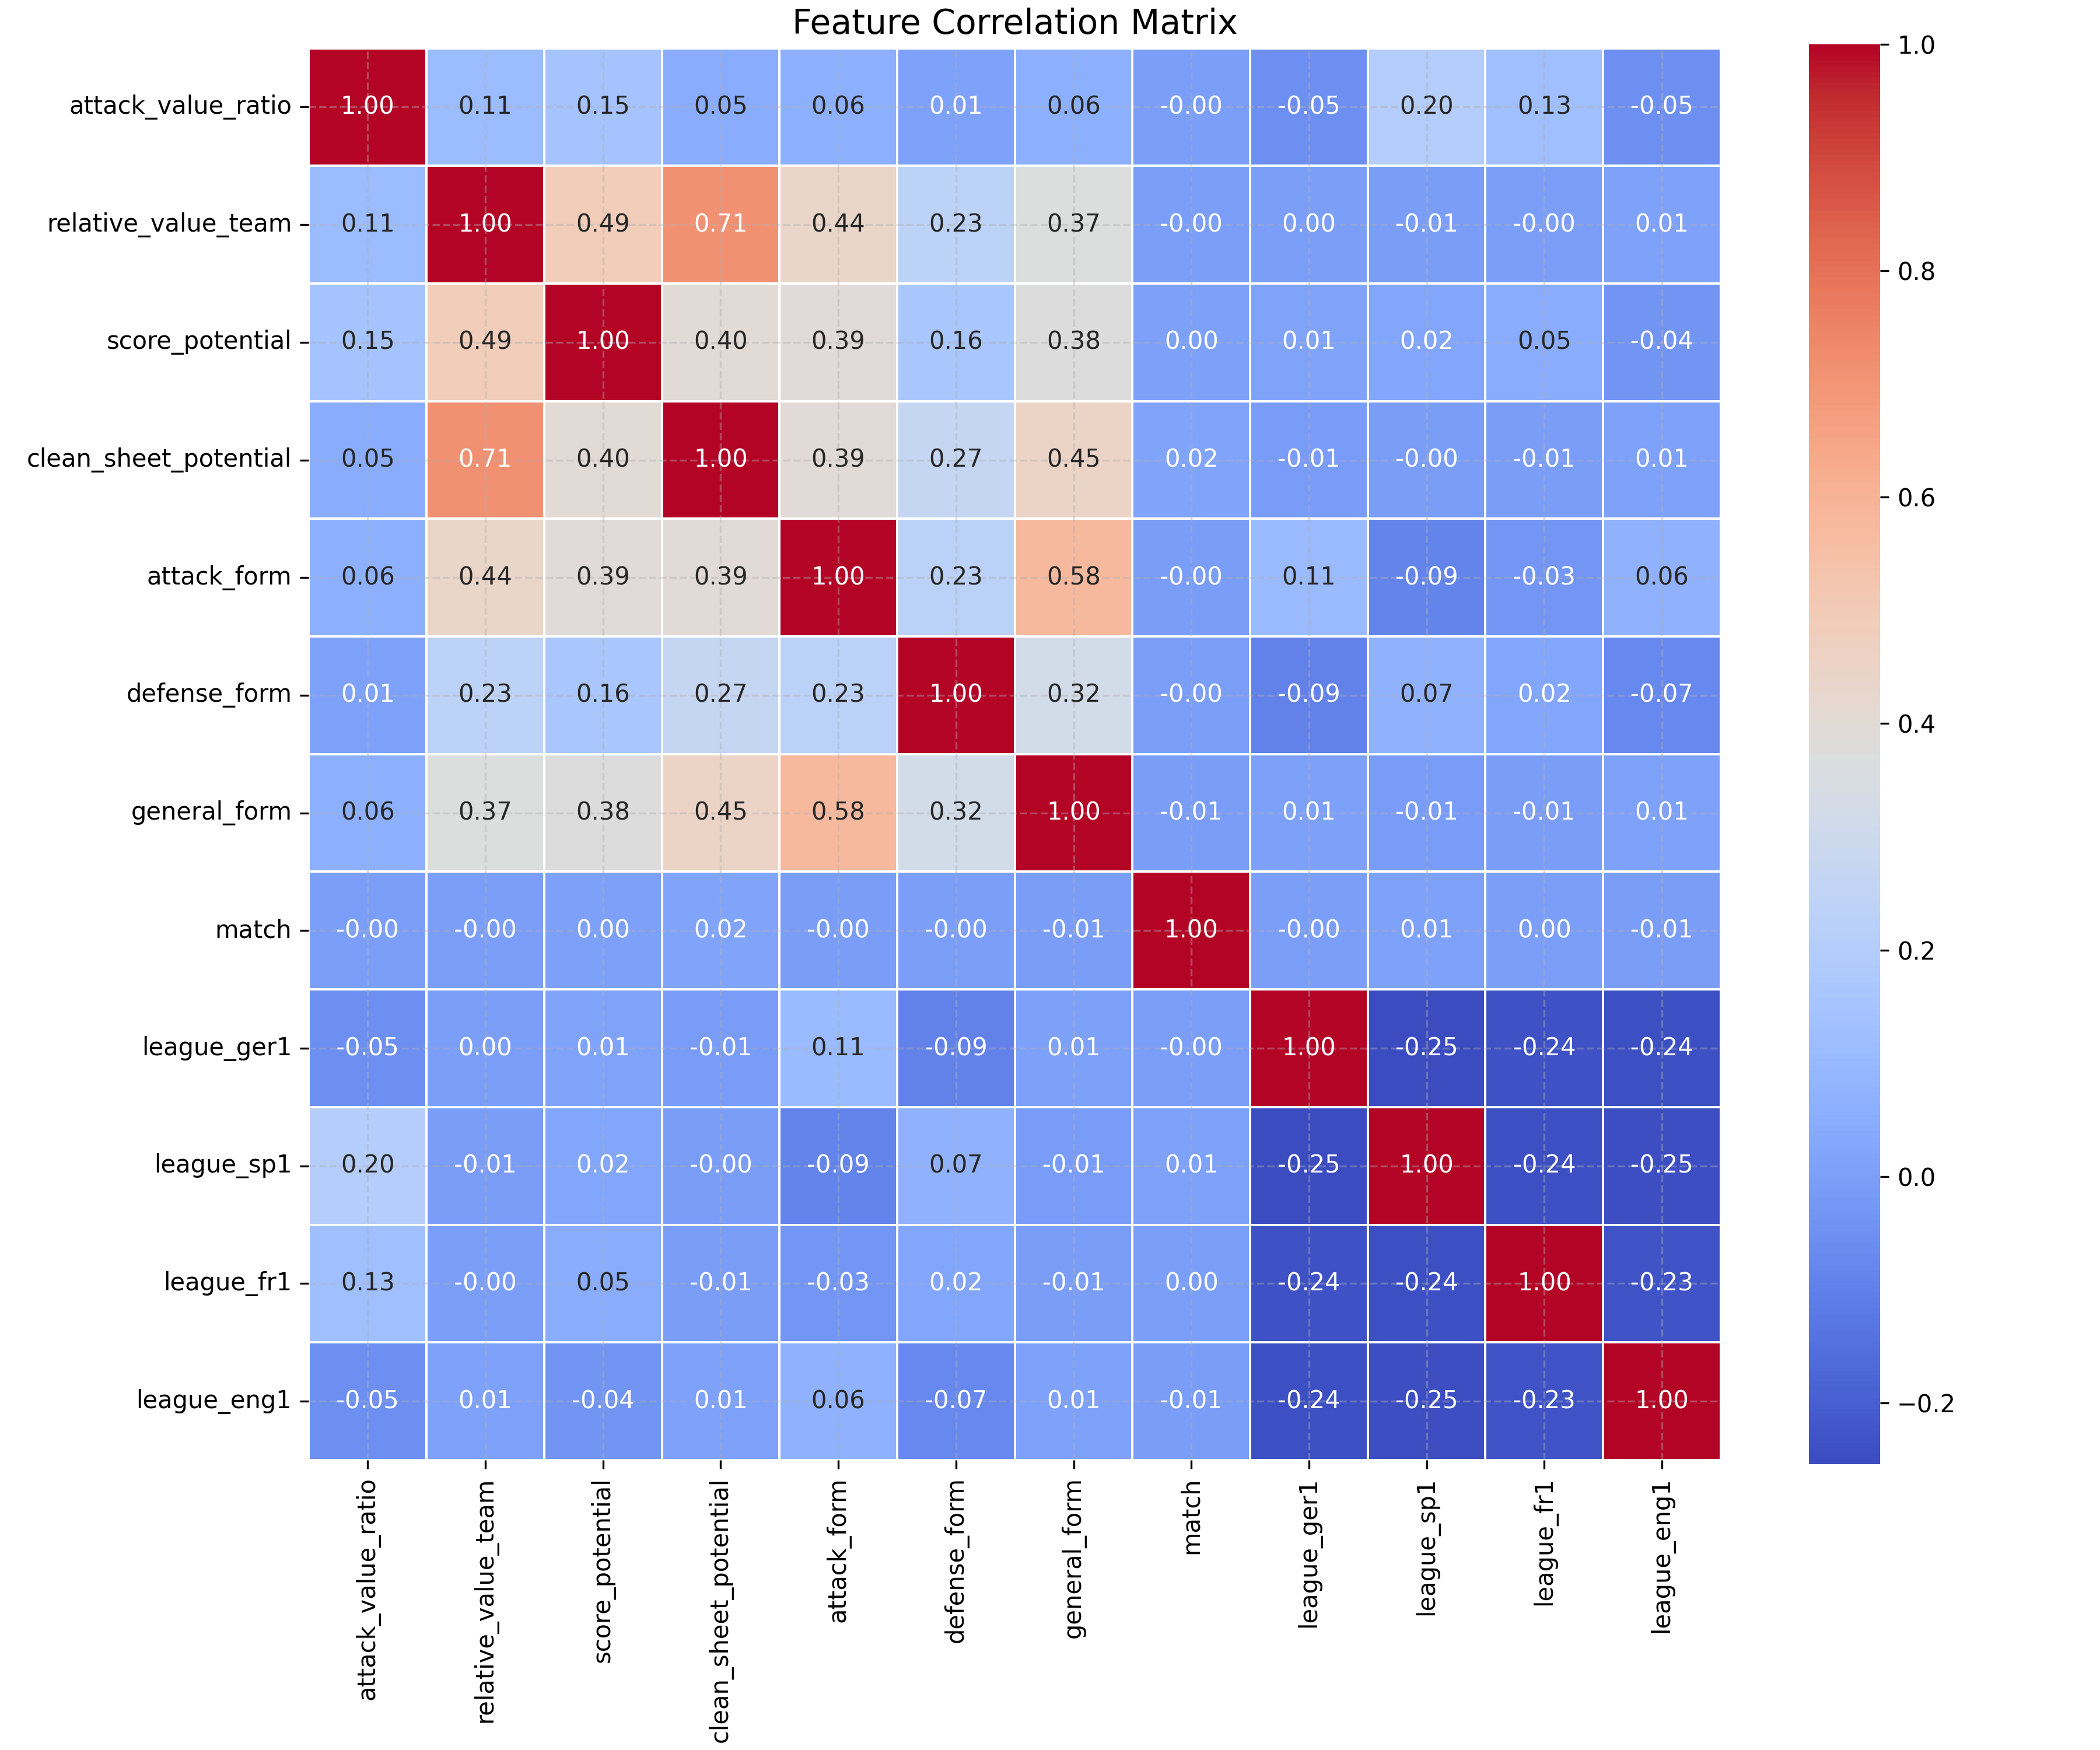 Feature Correlation Matrix
attack_value_ratio 1.00 0.11 0.15 0.05 0.06 0.01 0.06 -0.00 -0.05 0.20 0.13 -0.05
relative_value_team 0.11 1.00 0.49 0.71 0.44 0.23 0.37 -0.00 0.00 -0.01 -0.00 0.01
score_potential 0.15 0.49 1.00 0.40 0.39 0.16 0.38 0.00 0.01 0.02 0.05 -0.04
clean_sheet_potential 0.05 0.71 0.40 1.00 0.39 0.27 0.45 0.02 -0.01 -0.00 -0.01 0.01
attack_form 0.06 0.44 0.39 0.39 1.00 0.23 0.58 -0.00 0.11 -0.09 -0.03 0.06
defense_form 0.01 0.23 0.16 0.27 0.23 1.00 0.32 -0.00 -0.09 0.07 0.02 -0.07
general_form 0.06 0.37 0.38 0.45 0.58 0.32 1.00 -0.01 0.01 -0.01 -0.01 0.01
match -0.00 -0.00 0.00 0.02 -0.00 -0.00 -0.01 1.00 -0.00 0.01 0.00 -0.01
league_ger1 -0.05 0.00 0.01 -0.01 0.11 -0.09 0.01 -0.00 1.00 -0.25 -0.24 -0.24
league_sp1 0.20 -0.01 0.02 -0.00 -0.09 0.07 -0.01 0.01 -0.25 1.00 -0.24 -0.25
league_fr1 0.13 -0.00 0.05 -0.01 -0.03 0.02 -0.01 0.00 -0.24 -0.24 1.00 -0.23
league_eng1 -0.05 0.01 -0.04 0.01 0.06 -0.07 0.01 -0.01 -0.24 -0.25 -0.23 1.00
attack_value_ratio
relative_value_team
score_potential
clean_sheet_potential
attack_form
defense_form
general_form
match
league_ger1
league_sp1
league_fr1
league_eng1
1.0
0.8
0.6
0.4
0.2
0.0
−0.2